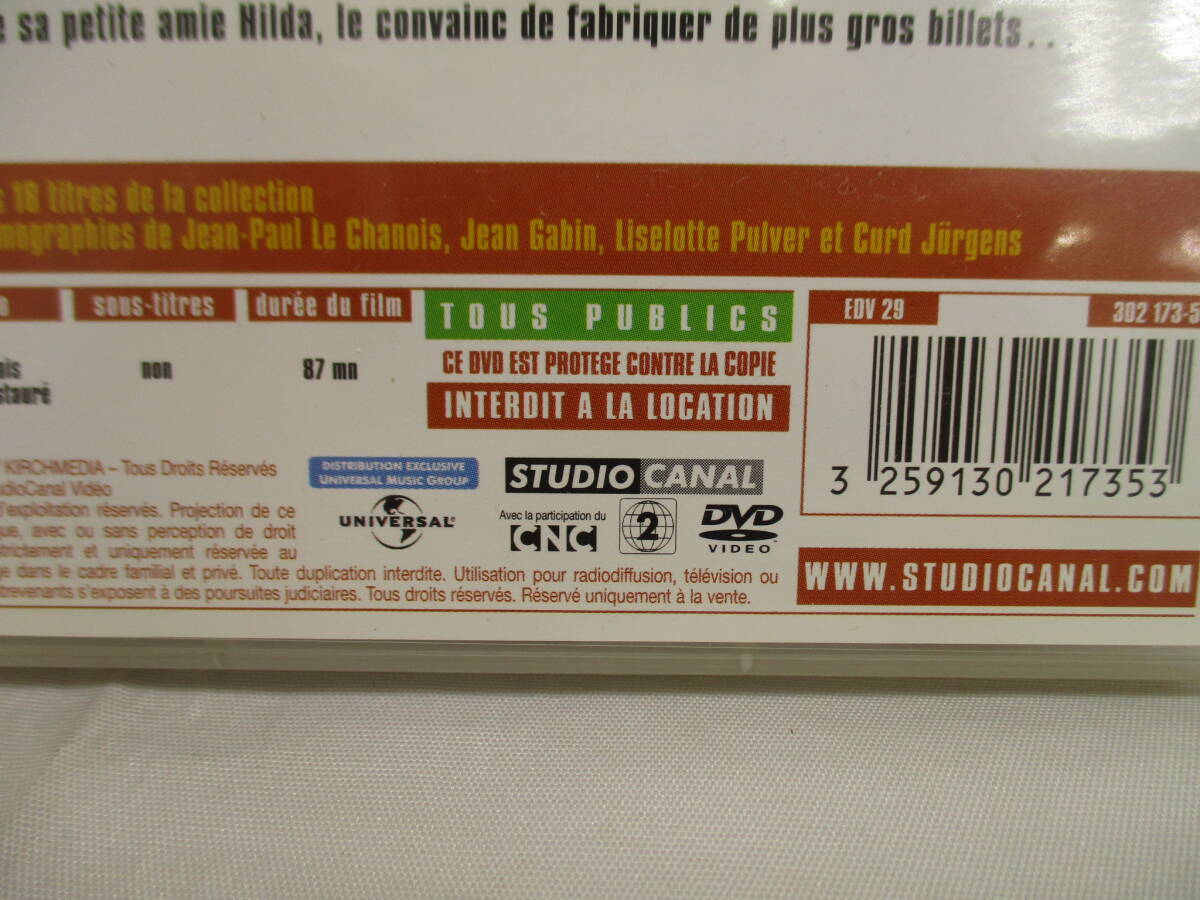 sa petite amie Hilda, le convainc de fabriquer de plus gros billets...
18 titres de la collection
de Jean-Paul Le Chanois, Jean Gabin, Liselotte Pulver et Curd Jürgens
sous-titres
durée du film
non
87 mn
TOUS PUBLICS
CE DVD EST PROTEGE CONTRE LA COPIE
INTERDIT A LA LOCATION
EDV 29
302 173-5
3 259130 217353
KIRCHMEDIA – Tous Droits Réservés
Vidéo
d'exploitation réservés. Projection de ce
avec ou sans perception de droit
et uniquement réservée au
dans le cadre familial et privé. Toute duplication interdite. Utilisation pour radiodiffusion, télévision ou
s'exposent à des poursuites judiciaires. Tous droits réservés. Réservé uniquement à la vente.
DISTRIBUTION EXCLUSIVE
UNIVERSAL MUSIC GROUP
UNIVERSAL
STUDIO CANAL
Avec la participation du
CNC
2
DVD
VIDEO
WWW.STUDIOCANAL.COM